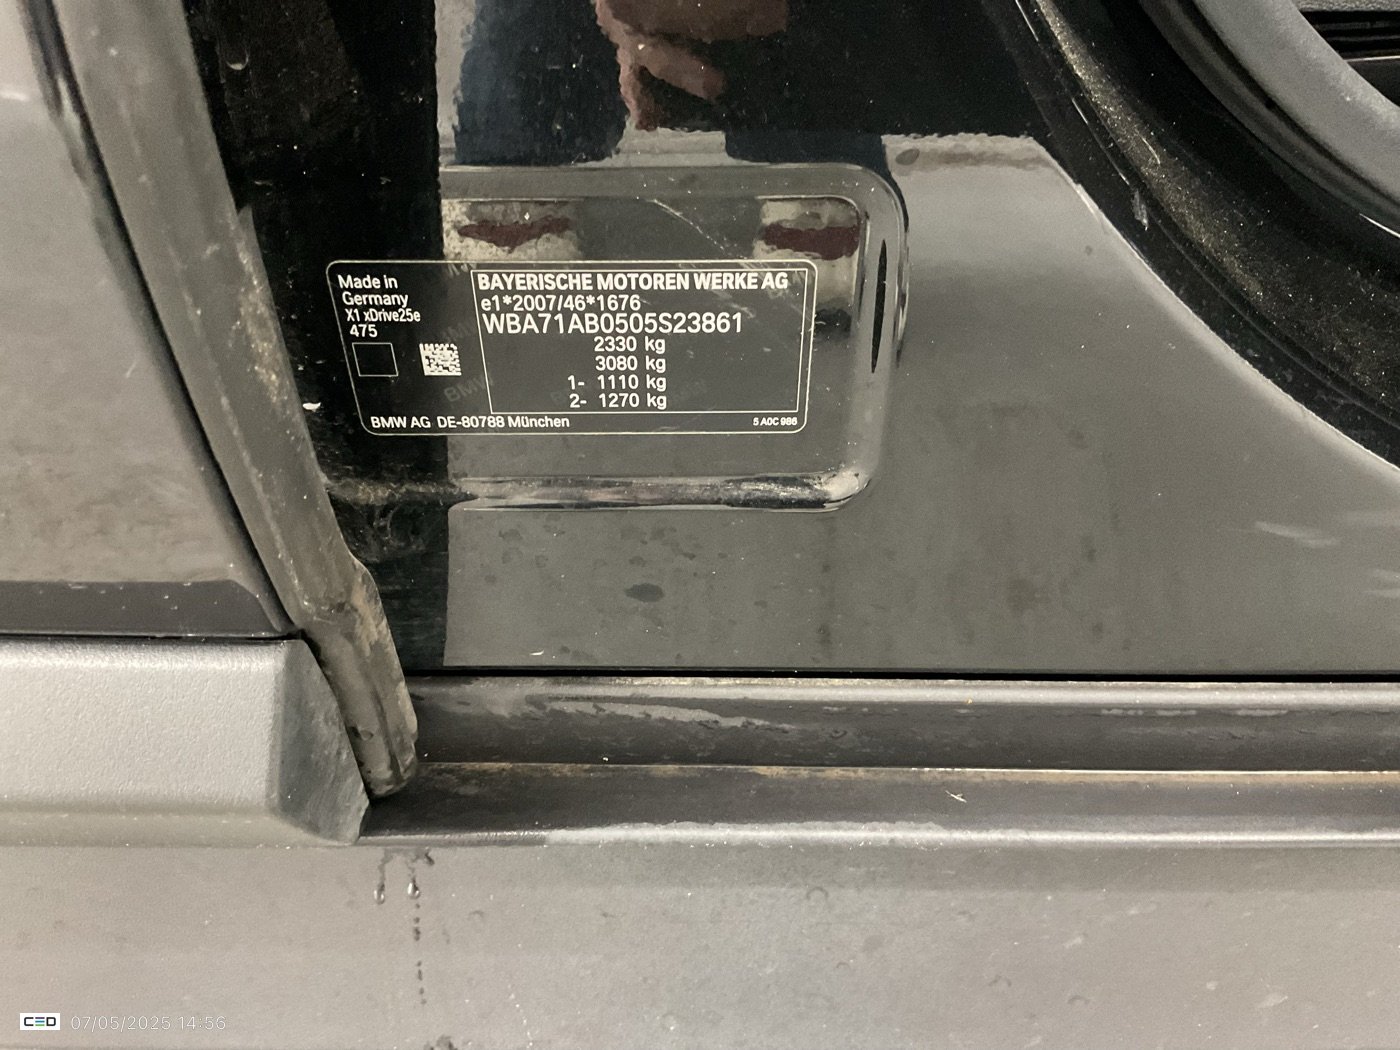 Made in
Germany
X1 xDrive25e
475
BAYERISCHE MOTOREN WERKE AG
e1*2007/46*1676
WBA71AB0505S23861
2330 kg
3080 kg
1- 1110 kg
2- 1270 kg
BMW AG DE-80788 München
5 A0C 986
CED 07/05/2025 14:56